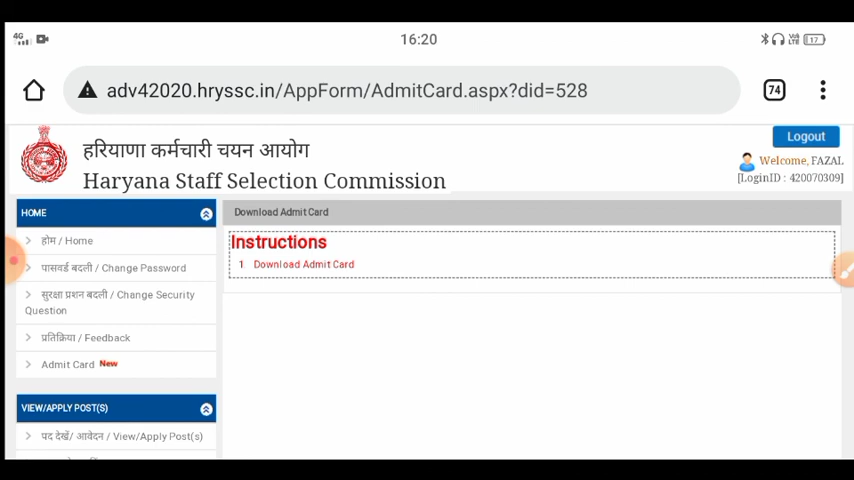 4G
16:20
VoLTE
17
adv42020.hryssc.in/AppForm/AdmitCard.aspx?did=528
74
हरियाणा कर्मचारी चयन आयोग
Haryana Staff Selection Commission
Logout
Welcome, FAZAL
[LoginID : 420070309]
HOME
होम / Home
पासवर्ड बदली / Change Password
सुरक्षा प्रशन बदली / Change Security
Question
प्रतिक्रिया / Feedback
Admit Card New
VIEW/APPLY POST(S)
पद देखें/ आवेदन / View/Apply Post(s)
Download Admit Card
Instructions
1 Download Admit Card